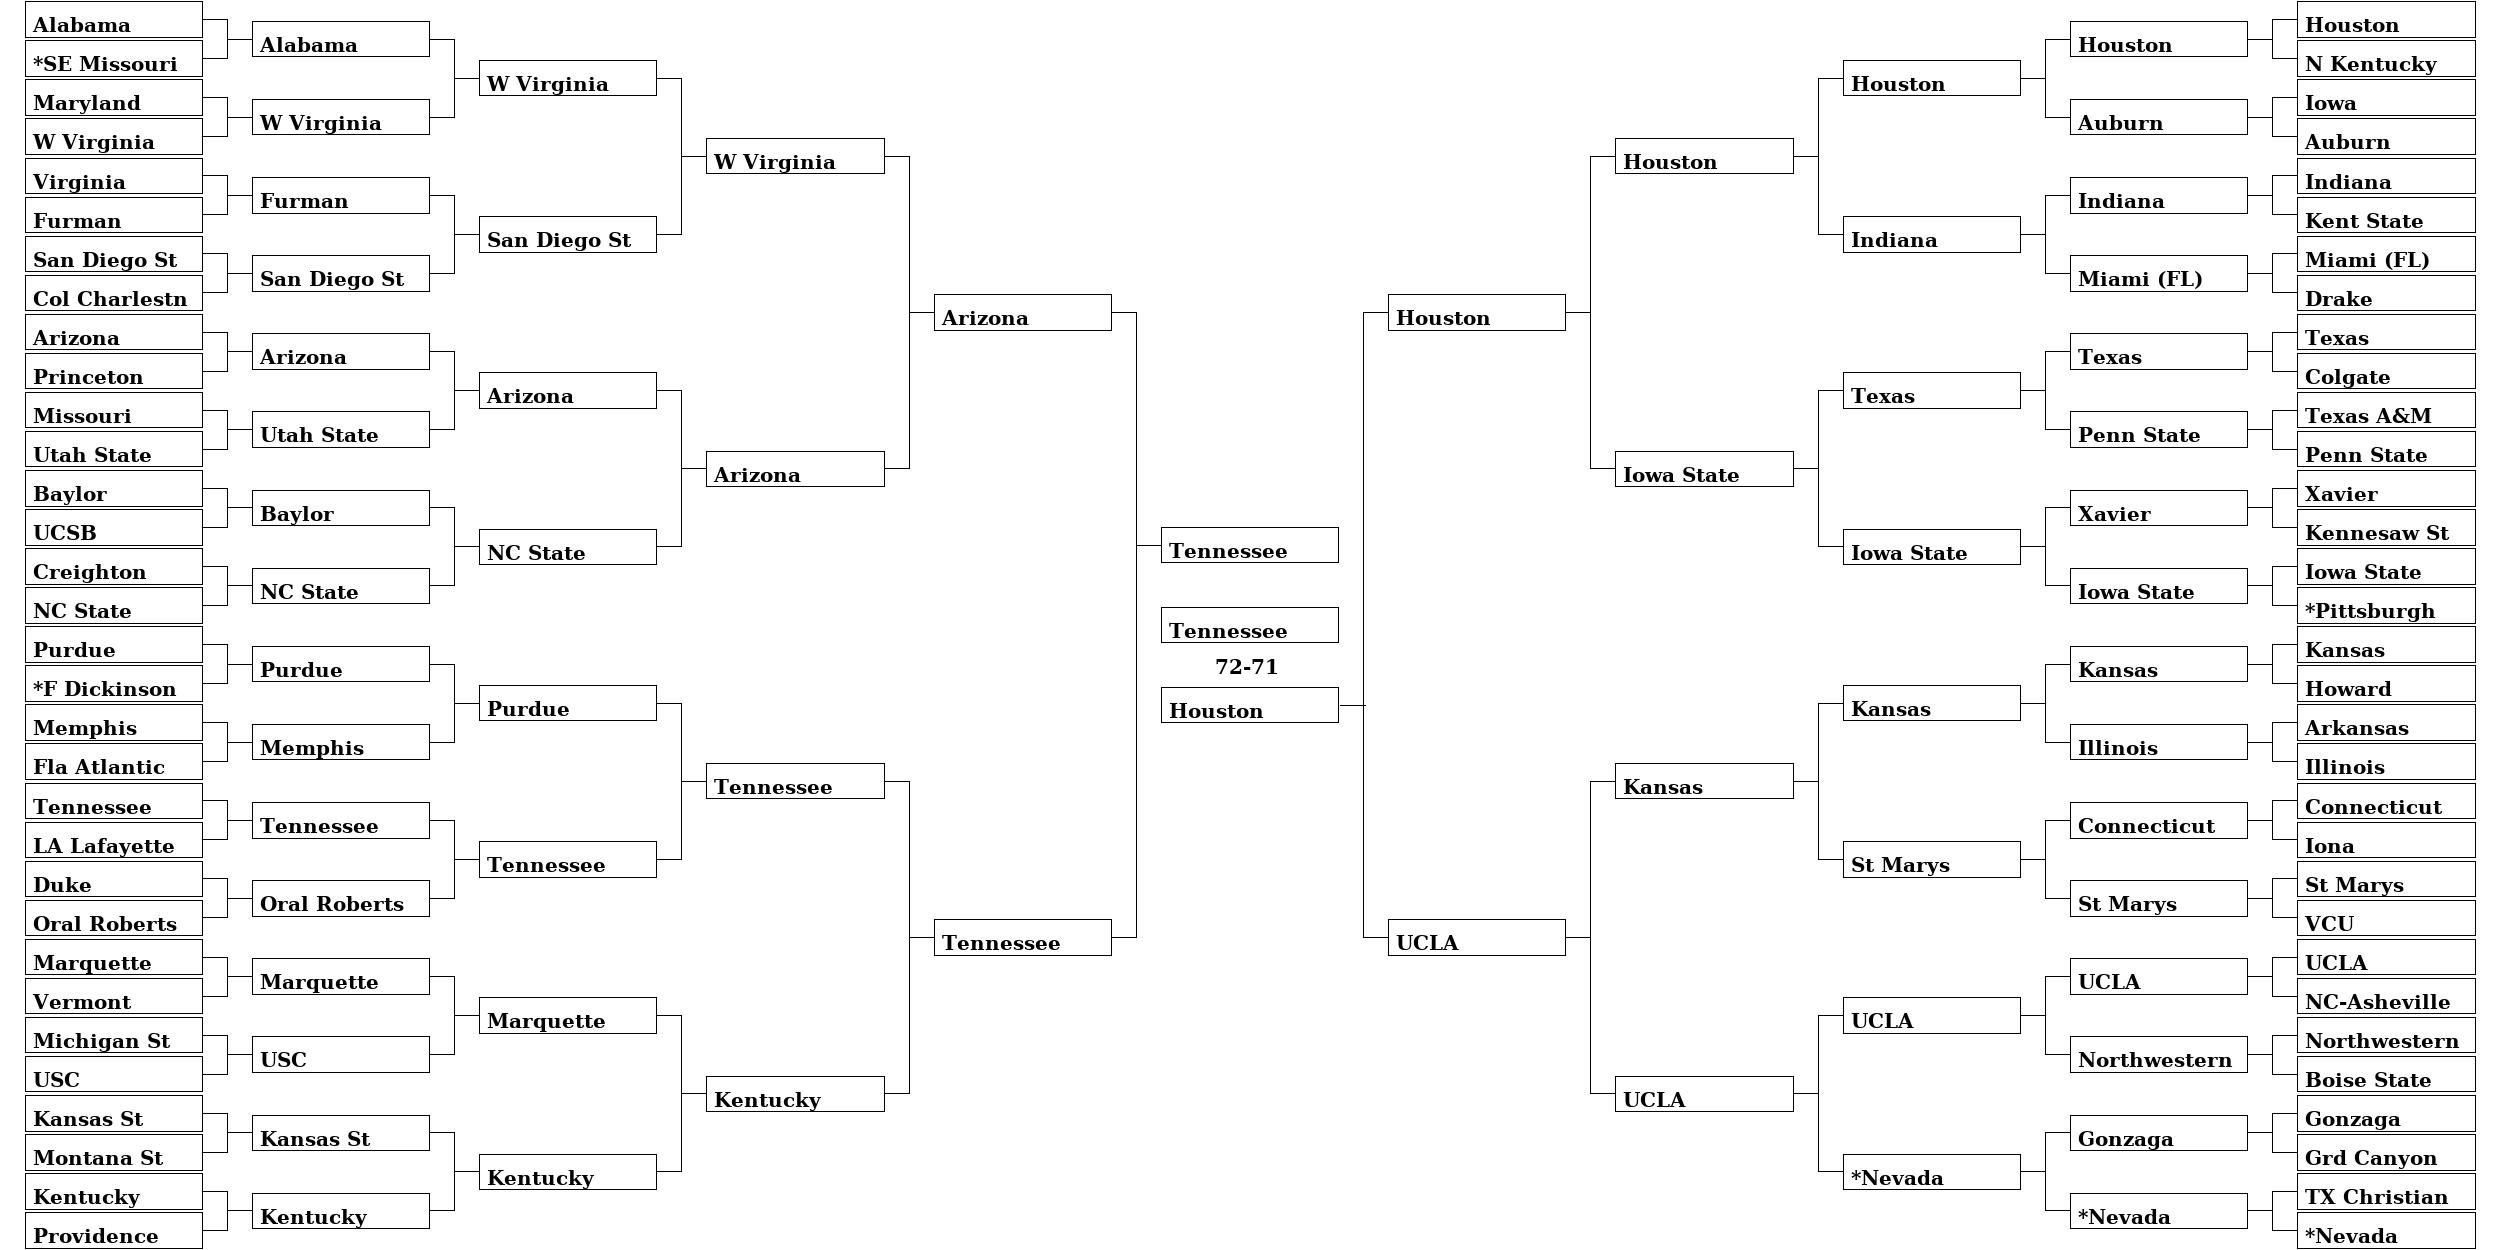 Alabama
*SE Missouri
Maryland
W Virginia
Virginia
Furman
San Diego St
Col Charlestn
Arizona
Princeton
Missouri
Utah State
Baylor
UCSB
Creighton
NC State
Purdue
*F Dickinson
Memphis
Fla Atlantic
Tennessee
LA Lafayette
Duke
Oral Roberts
Marquette
Vermont
Michigan St
USC
Kansas St
Montana St
Kentucky
Providence
Alabama
W Virginia
Furman
San Diego St
Arizona
Utah State
Baylor
NC State
Purdue
Memphis
Tennessee
Oral Roberts
Marquette
USC
Kansas St
Kentucky
W Virginia
San Diego St
Arizona
NC State
Purdue
Tennessee
Marquette
Kentucky
W Virginia
Arizona
Tennessee
Kentucky
Arizona
Tennessee
Tennessee
Tennessee
72-71
Houston
Houston
UCLA
Houston
Iowa State
Kansas
UCLA
Houston
Indiana
Texas
Iowa State
Kansas
St Marys
UCLA
*Nevada
Houston
Auburn
Indiana
Miami (FL)
Texas
Penn State
Xavier
Iowa State
Kansas
Illinois
Connecticut
St Marys
UCLA
Northwestern
Gonzaga
*Nevada
Houston
N Kentucky
Iowa
Auburn
Indiana
Kent State
Miami (FL)
Drake
Texas
Colgate
Texas A&M
Penn State
Xavier
Kennesaw St
Iowa State
*Pittsburgh
Kansas
Howard
Arkansas
Illinois
Connecticut
Iona
St Marys
VCU
UCLA
NC-Asheville
Northwestern
Boise State
Gonzaga
Grd Canyon
TX Christian
*Nevada